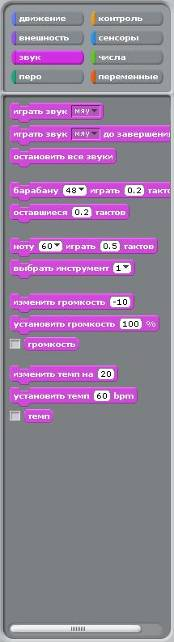 движение контроль
внешность сенсоры
звук числа
перо переменные
играть звук мяу
играть звук мяу до завершени
остановить все звуки
барабану 48 играть 0.2 такто
оставшиеся 0.2 тактов
ноту 60 играть 0.5 тактов
выбрать инструмент 1
изменить громкость -10
установить громкость 100 %
громкость
изменить темп на 20
установить темп 60 bpm
темп